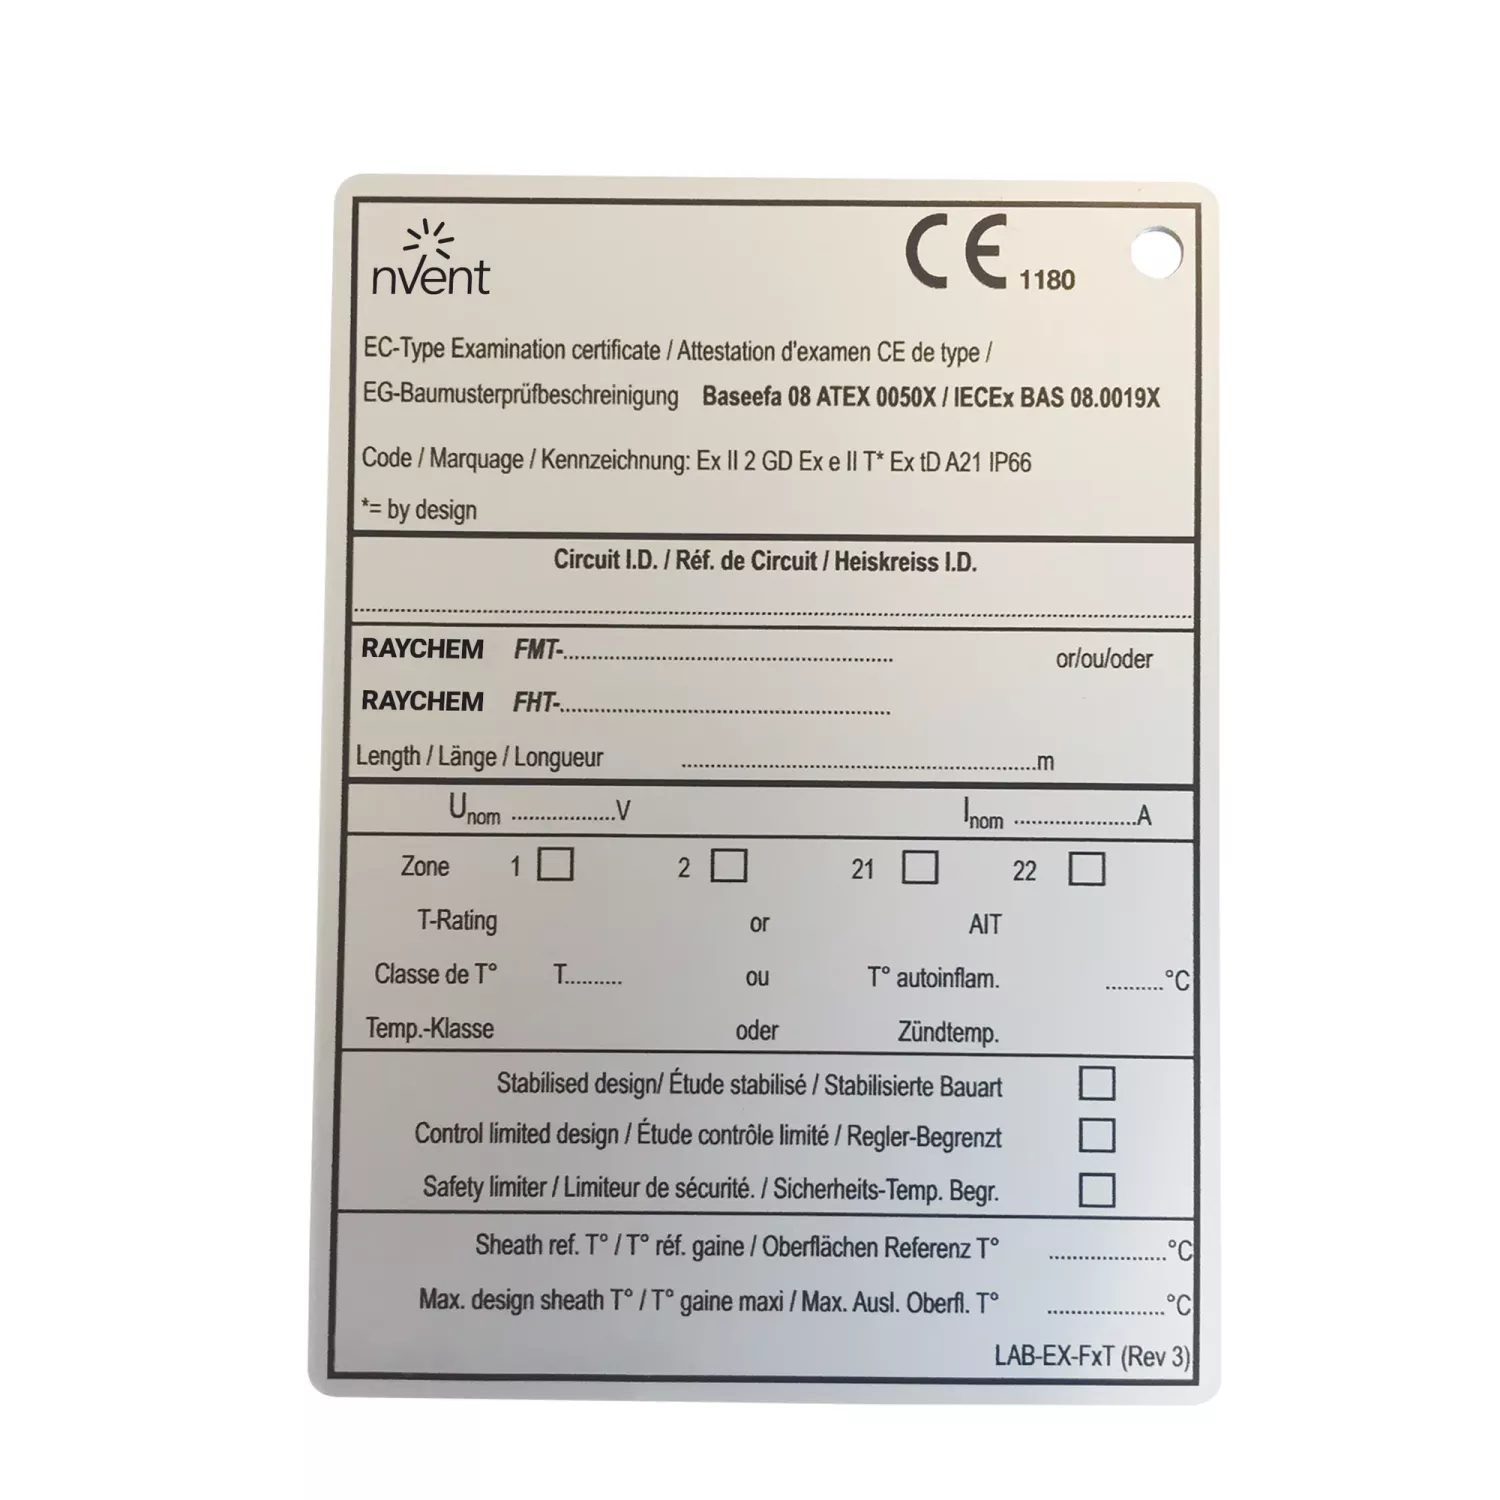 nVent
CE 1180
EC-Type Examination certificate / Attestation d'examen CE de type /
EG-Baumusterprüfbeschreinigung Baseefa 08 ATEX 0050X / IECEx BAS 08.0019X
Code / Marquage / Kennzeichnung: Ex II 2 GD Ex e II T* Ex tD A21 IP66
*= by design
Circuit I.D. / Réf. de Circuit / Heiskreiss I.D.
RAYCHEM FMT-.................................................. or/ou/oder
RAYCHEM FHT-..................................................
Length / Länge / Longueur ......................................................m
Unom ..................V Inom .....................A
Zone 1 2 21 22
T-Rating or AIT
Classe de T° T.......... ou T° autoinflam. ..........°C
Temp.-Klasse oder Zündtemp.
Stabilised design/ Étude stabilisé / Stabilisierte Bauart
Control limited design / Étude contrôle limité / Regler-Begrenzt
Safety limiter / Limiteur de sécurité. / Sicherheits-Temp. Begr.
Sheath ref. T° / T° réf. gaine / Oberflächen Referenz T° ....................°C
Max. design sheath T° / T° gaine maxi / Max. Ausl. Oberfl. T° ....................°C
LAB-EX-FxT (Rev 3)